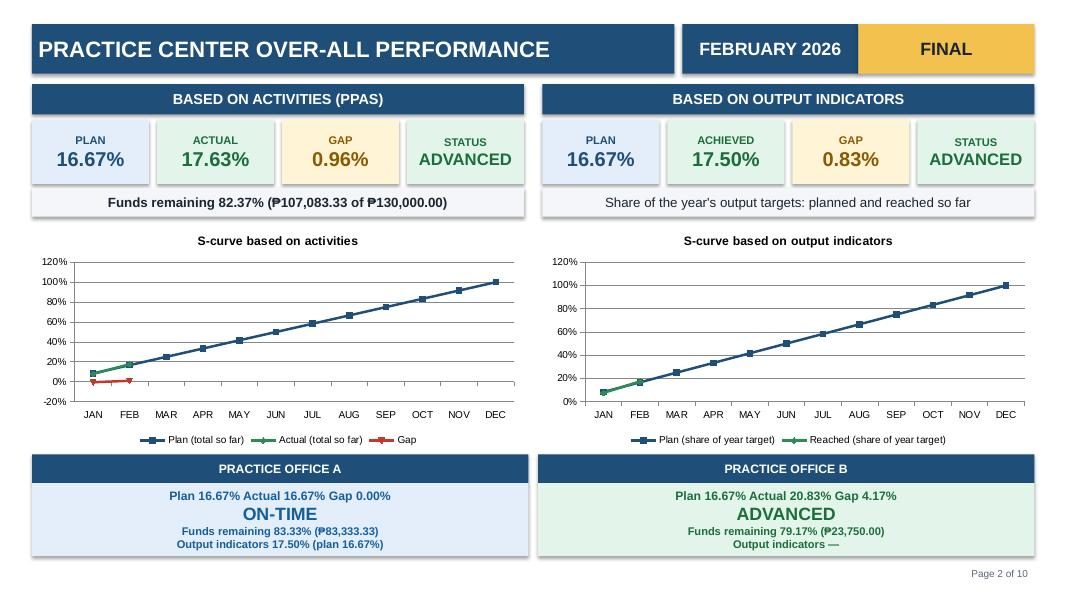 PRACTICE CENTER OVER-ALL PERFORMANCE
FEBRUARY 2026
FINAL
BASED ON ACTIVITIES (PPAS)
PLAN
16.67%
ACTUAL
17.63%
GAP
0.96%
STATUS
ADVANCED
Funds remaining 82.37% (₱107,083.33 of ₱130,000.00)
BASED ON OUTPUT INDICATORS
PLAN
16.67%
ACHIEVED
17.50%
GAP
0.83%
STATUS
ADVANCED
Share of the year's output targets: planned and reached so far
S-curve based on activities
120%
100%
80%
60%
40%
20%
0%
-20%
JAN FEB MAR APR MAY JUN JUL AUG SEP OCT NOV DEC
Plan (total so far) Actual (total so far) Gap
S-curve based on output indicators
120%
100%
80%
60%
40%
20%
0%
JAN FEB MAR APR MAY JUN JUL AUG SEP OCT NOV DEC
Plan (share of year target) Reached (share of year target)
PRACTICE OFFICE A
Plan 16.67% Actual 16.67% Gap 0.00%
ON-TIME
Funds remaining 83.33% (₱83,333.33)
Output indicators 17.50% (plan 16.67%)
PRACTICE OFFICE B
Plan 16.67% Actual 20.83% Gap 4.17%
ADVANCED
Funds remaining 79.17% (₱23,750.00)
Output indicators —
Page 2 of 10